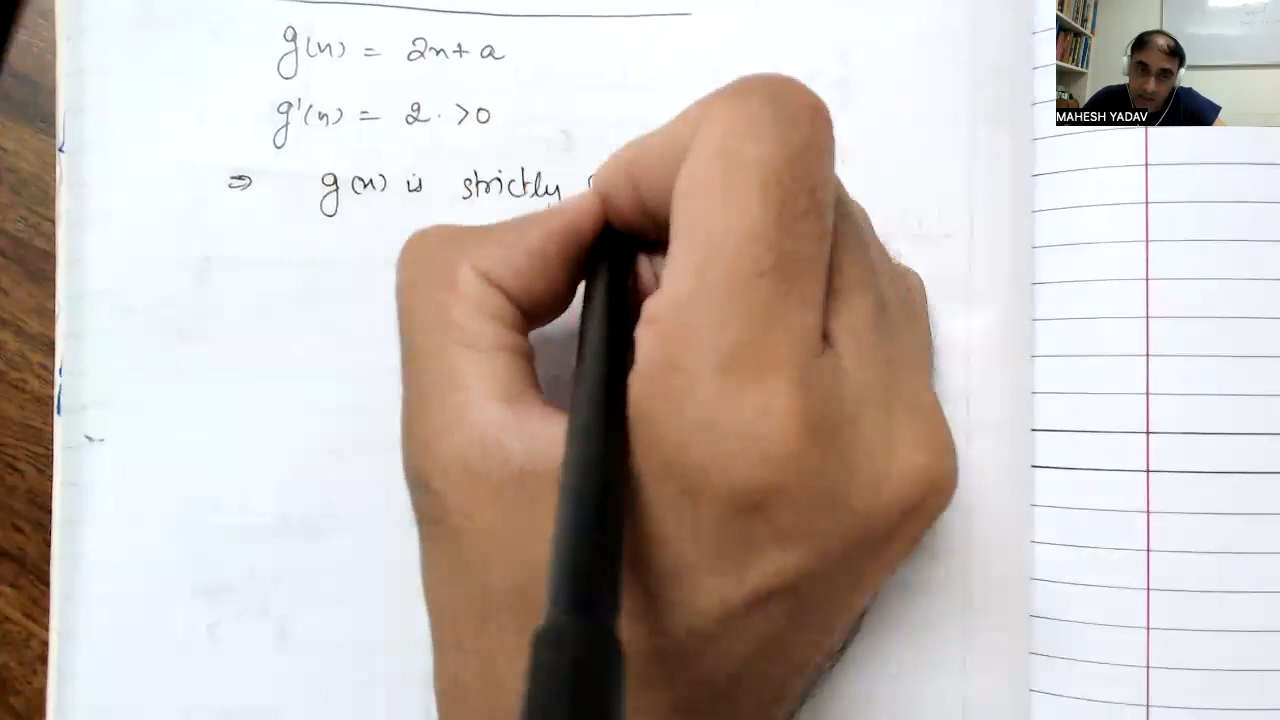 g(x) = 2x + a
g'(x) = 2. >0
⇒ g(x) is strictly
MAHESH YADAV